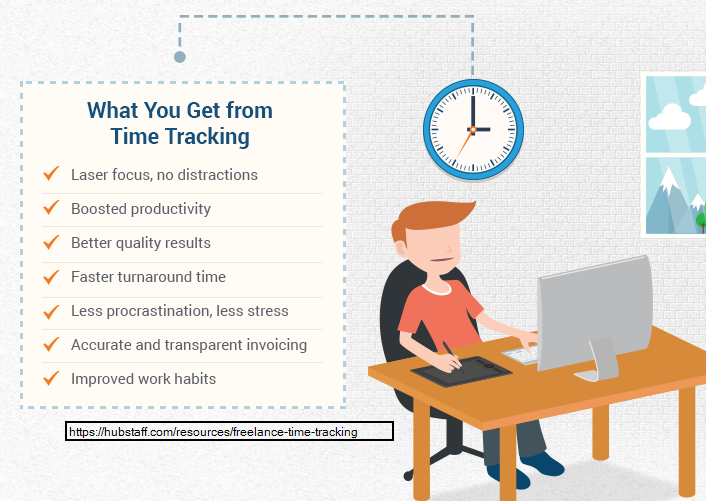 What You Get from
Time Tracking
Laser focus, no distractions
Boosted productivity
Better quality results
Faster turnaround time
Less procrastination, less stress
Accurate and transparent invoicing
Improved work habits
https://hubstaff.com/resources/freelance-time-tracking